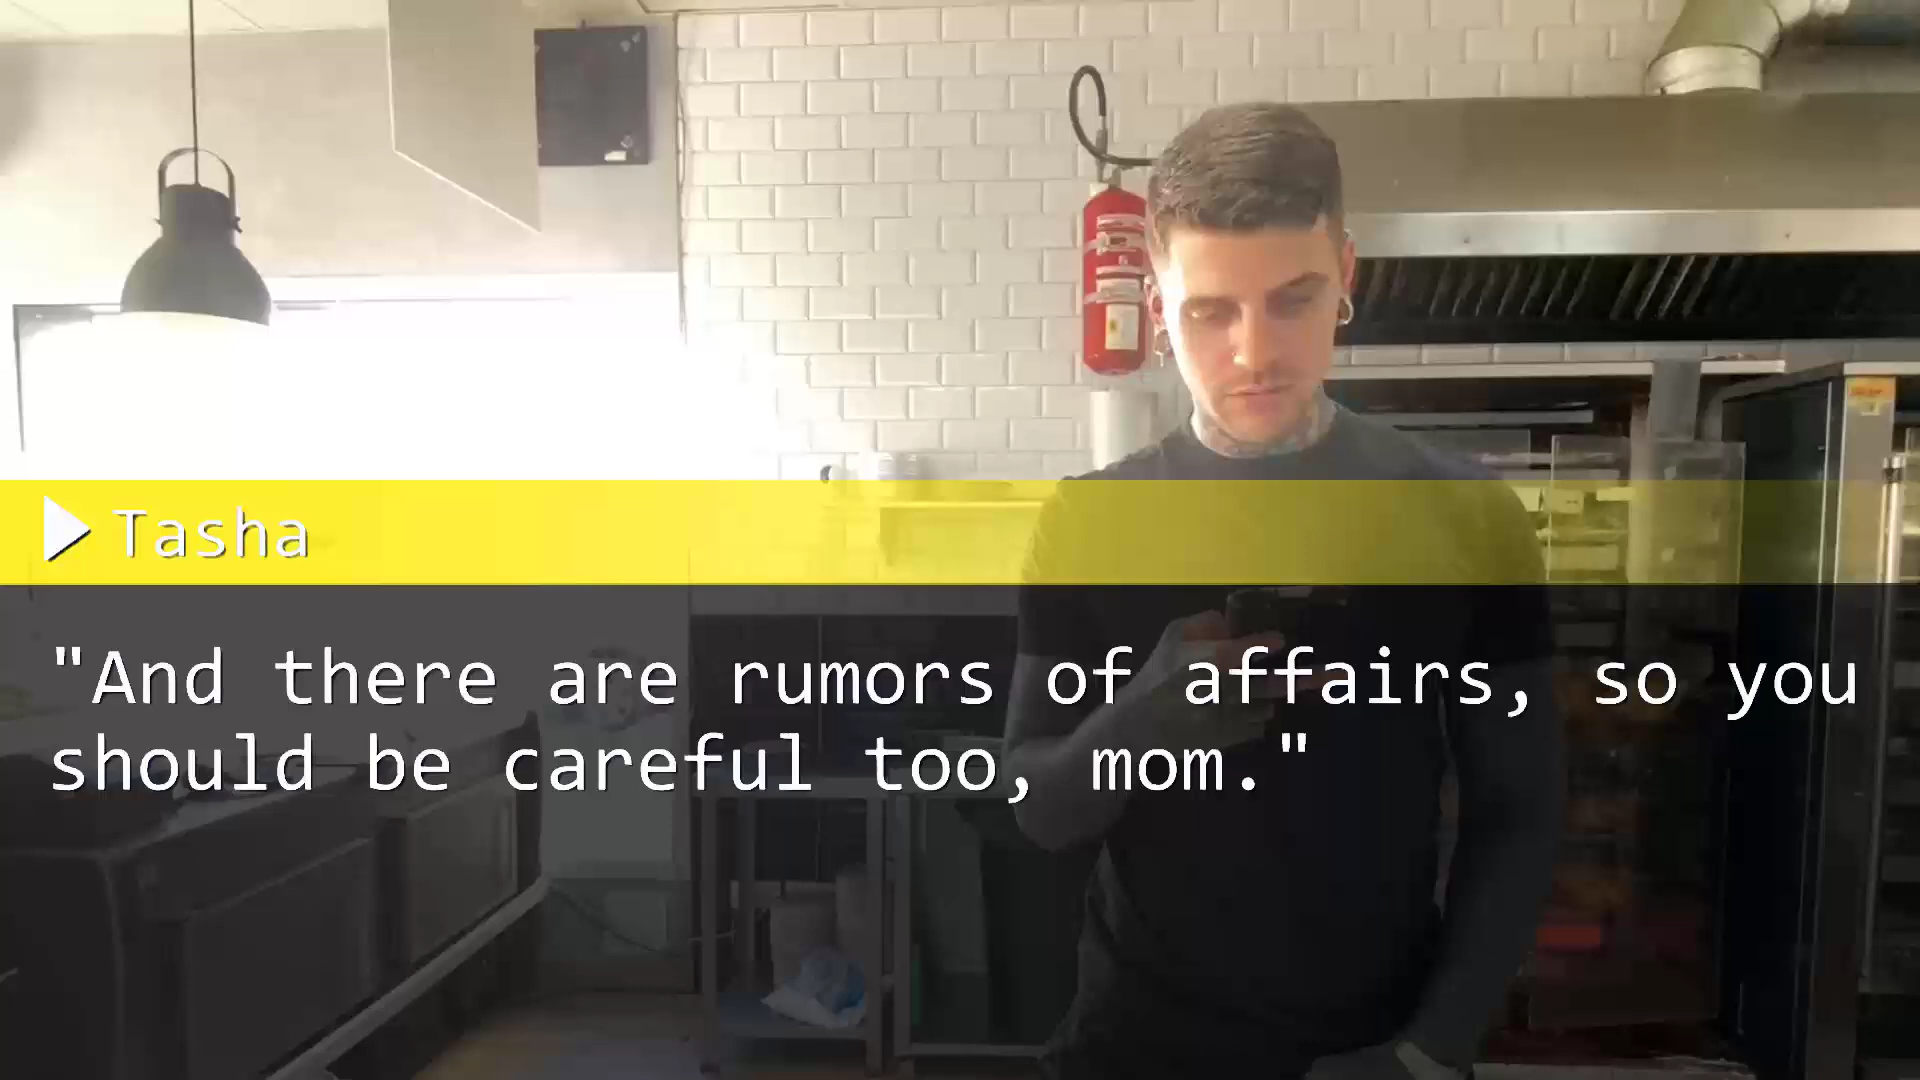 Tasha
"And there are rumors of affairs, so you
should be careful too, mom."